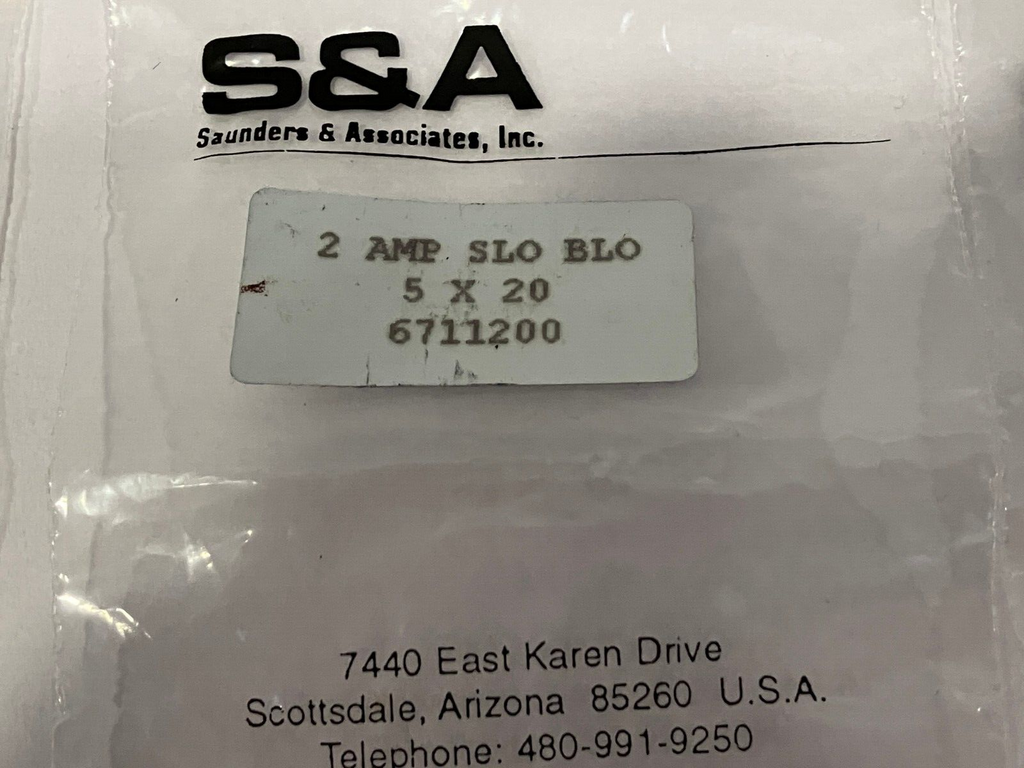 S&A
Saunders & Associates, Inc.
2 AMP SLO BLO
5 X 20
6711200
7440 East Karen Drive
Scottsdale, Arizona 85260 U.S.A.
Telephone: 480-991-9250